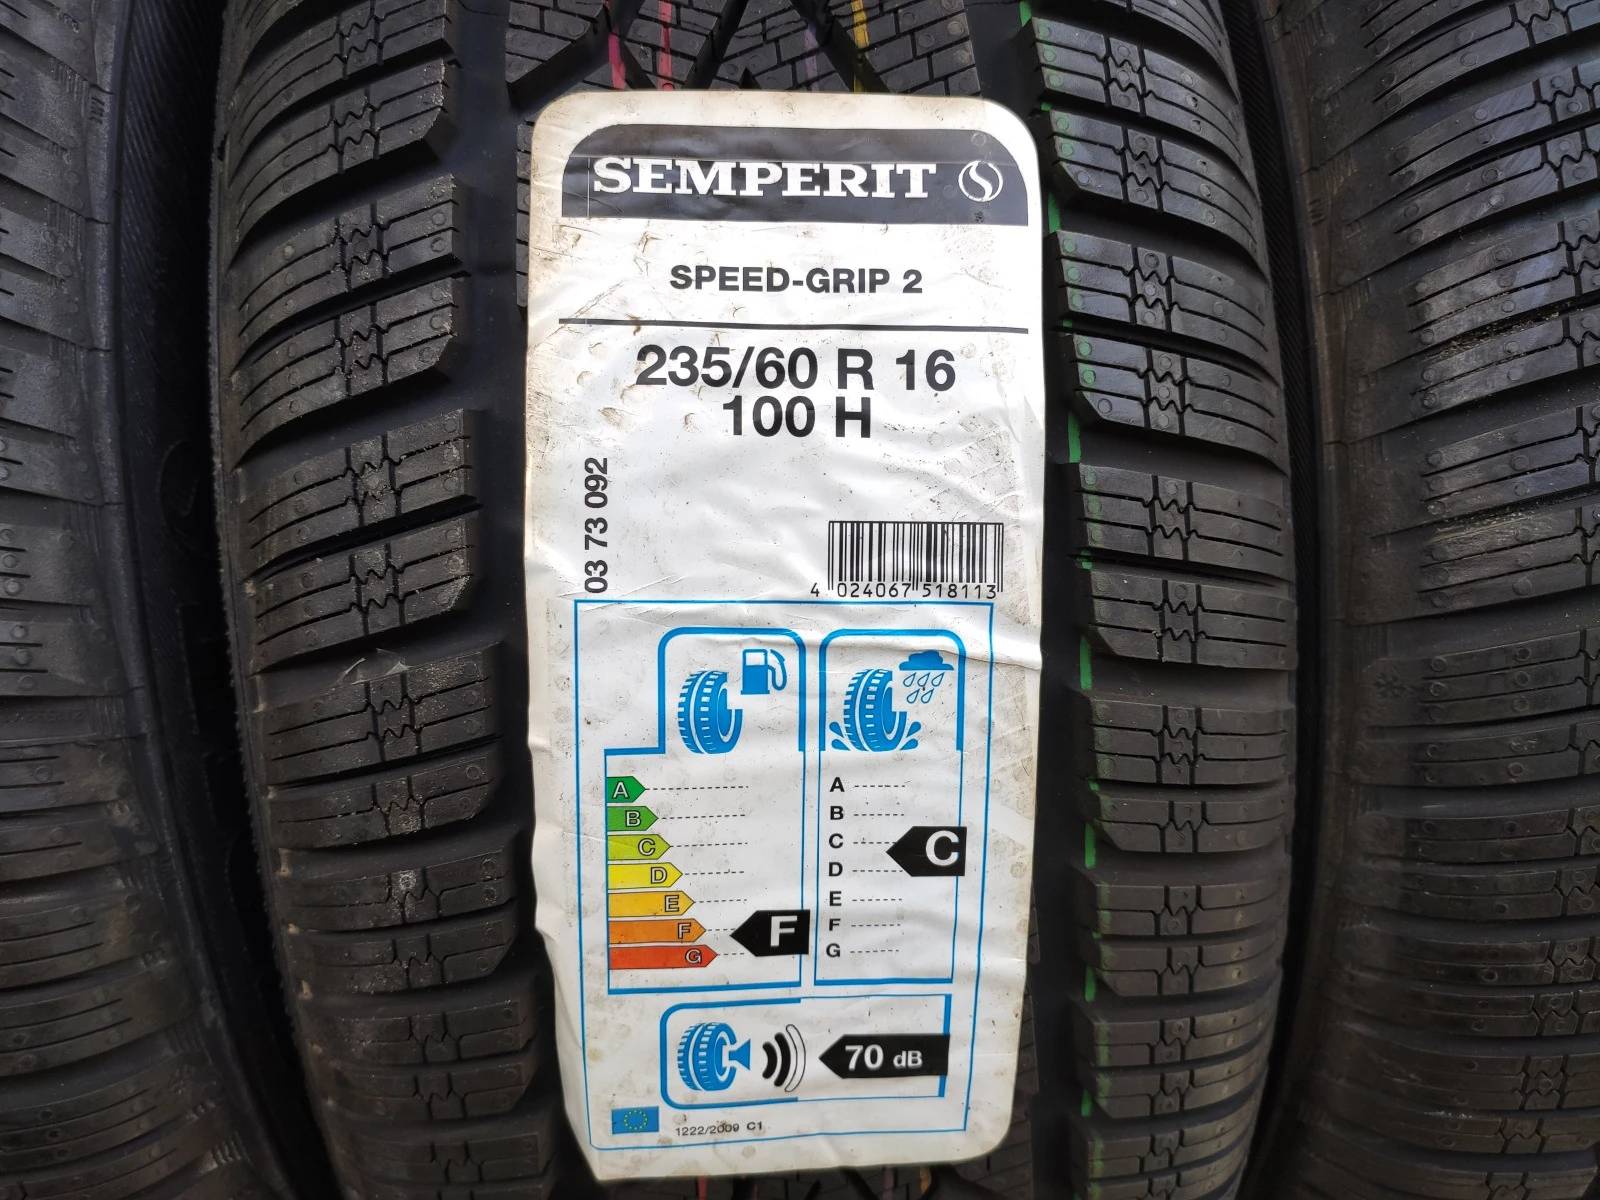 SEMPERIT
SPEED-GRIP 2
235/60 R 16
100 H
03 73 092
4 024067 518113
A
B
C
D
E
F
G
F
A
B
C
D
E
F
G
C
70 dB
1222/2009 C1